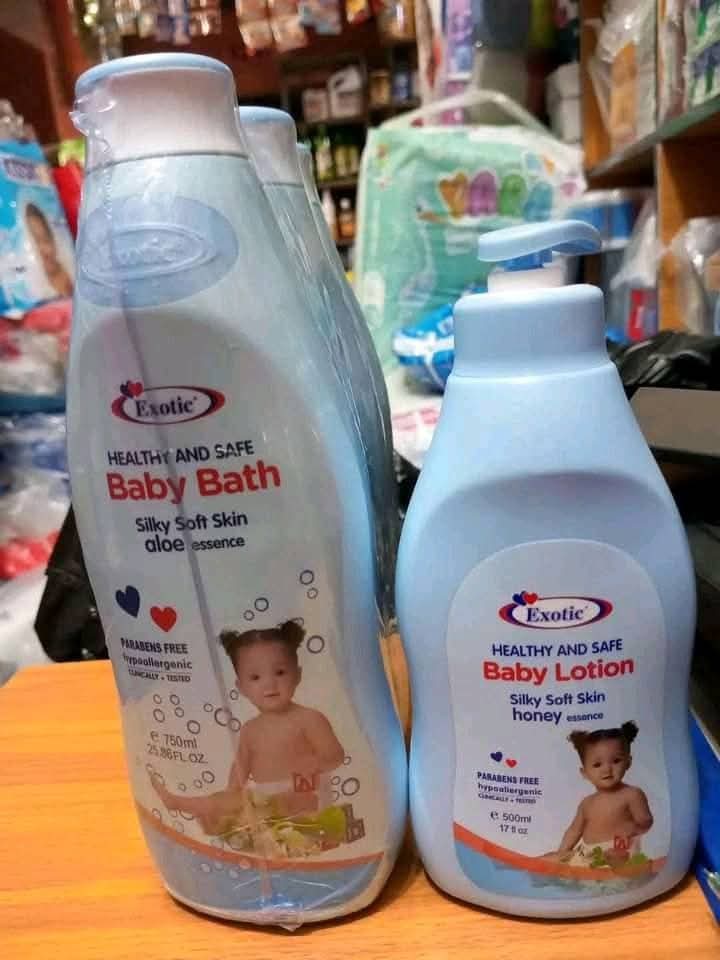 Exotic
HEALTHY AND SAFE
Baby Bath
Silky Soft Skin
aloe essence
PARABENS FREE
hypoallergenic
CLINICALLY + TESTED
e 750ml
25.86FL OZ.
Exotic
HEALTHY AND SAFE
Baby Lotion
Silky Soft Skin
honey essence
PARABENS FREE
hypoallergenic
CLINICALLY + TESTED
e 500ml
17 fl oz